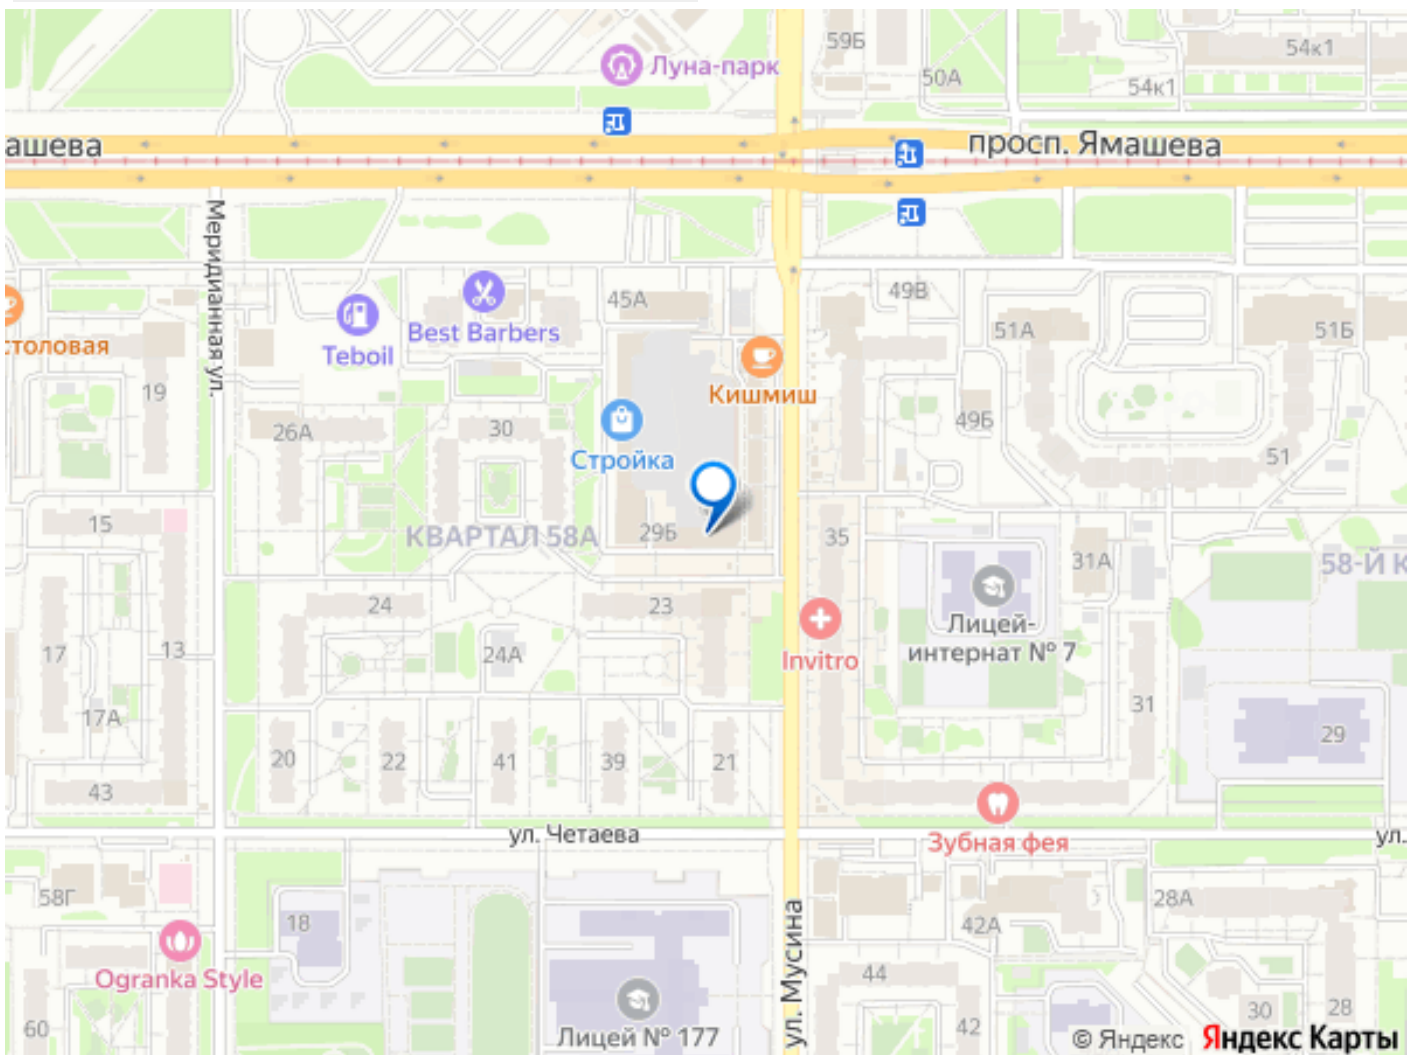 59Б
54к1
Луна-парк
50А
54к1
ашева
просп. Ямашева
Меридианная ул.
45А
49В
Best Barbers
51А
51Б
столовая
Teboil
19
Кишмиш
26А
30
49Б
Стройка
51
15
КВАРТАЛ 58А
29Б
35
31А
58-Й К
24
23
Лицей-
интернат № 7
17
13
24А
Invitro
17А
31
20
22
41
39
21
29
43
ул. Четаева
Зубная фея
ул.
58Г
18
28А
42А
ул. Мусина
Ogranka Style
44
60
Лицей № 177
42
30
28
© Яндекс Яндекс Карты